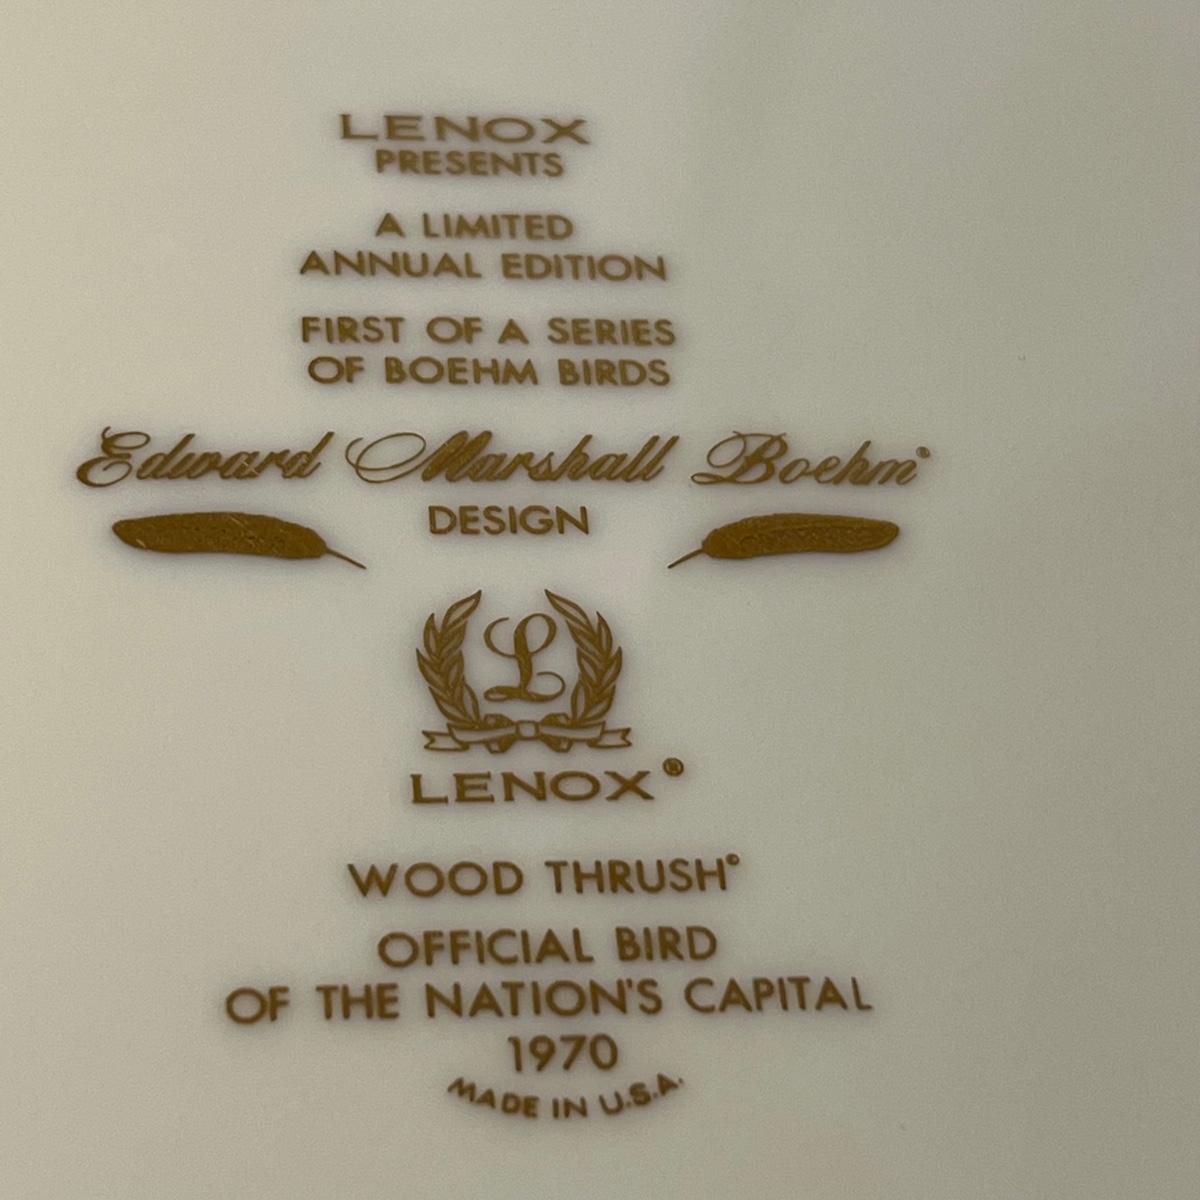 LENOX
PRESENTS
A LIMITED
ANNUAL EDITION
FIRST OF A SERIES
OF BOEHM BIRDS
Edward Marshall Boehm®
DESIGN
L
LENOX®
WOOD THRUSH®
OFFICIAL BIRD
OF THE NATION'S CAPITAL
1970
MADE IN U.S.A.